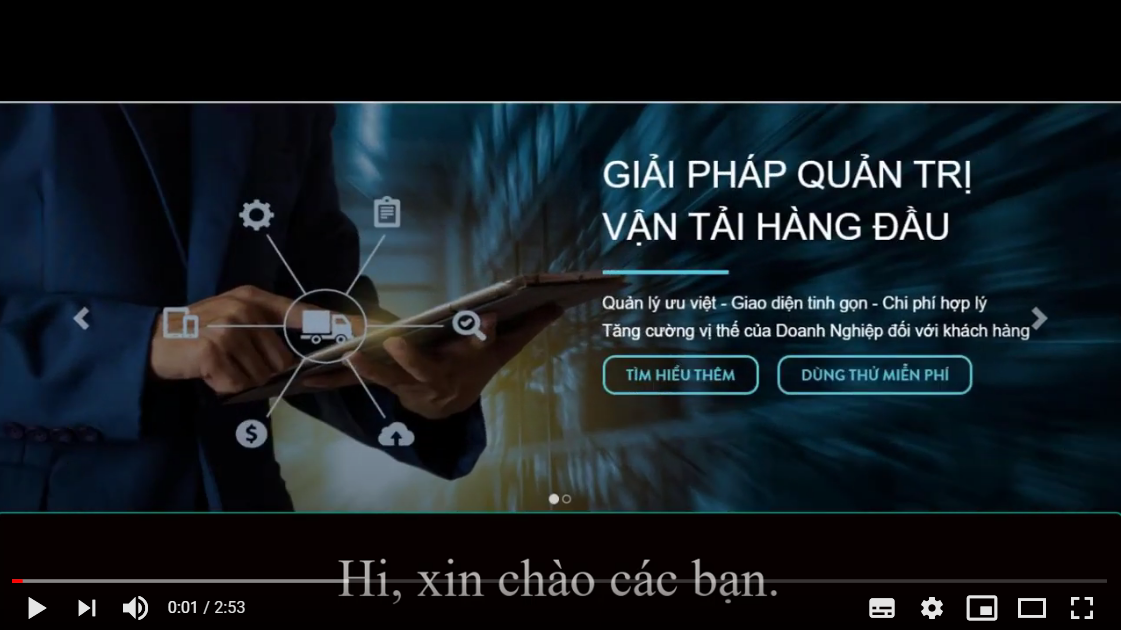 GIẢI PHÁP QUẢN TRỊ
VẬN TẢI HÀNG ĐẦU
Quản lý ưu việt - Giao diện tinh gọn - Chi phí hợp lý
Tăng cường vị thế của Doanh Nghiệp đối với khách hàng
TÌM HIỂU THÊM
DÙNG THỬ MIỄN PHÍ
Hi, xin chào các bạn.
0:01 / 2:53